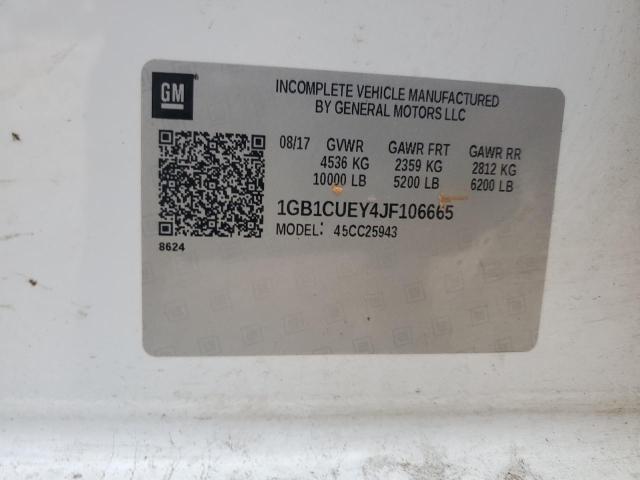 GM
INCOMPLETE VEHICLE MANUFACTURED
BY GENERAL MOTORS LLC
08/17 GVWR GAWR FRT GAWR RR
4536 KG 2359 KG 2812 KG
10000 LB 5200 LB 6200 LB
1GB1CUEY4JF106665
MODEL: 45CC25943
8624